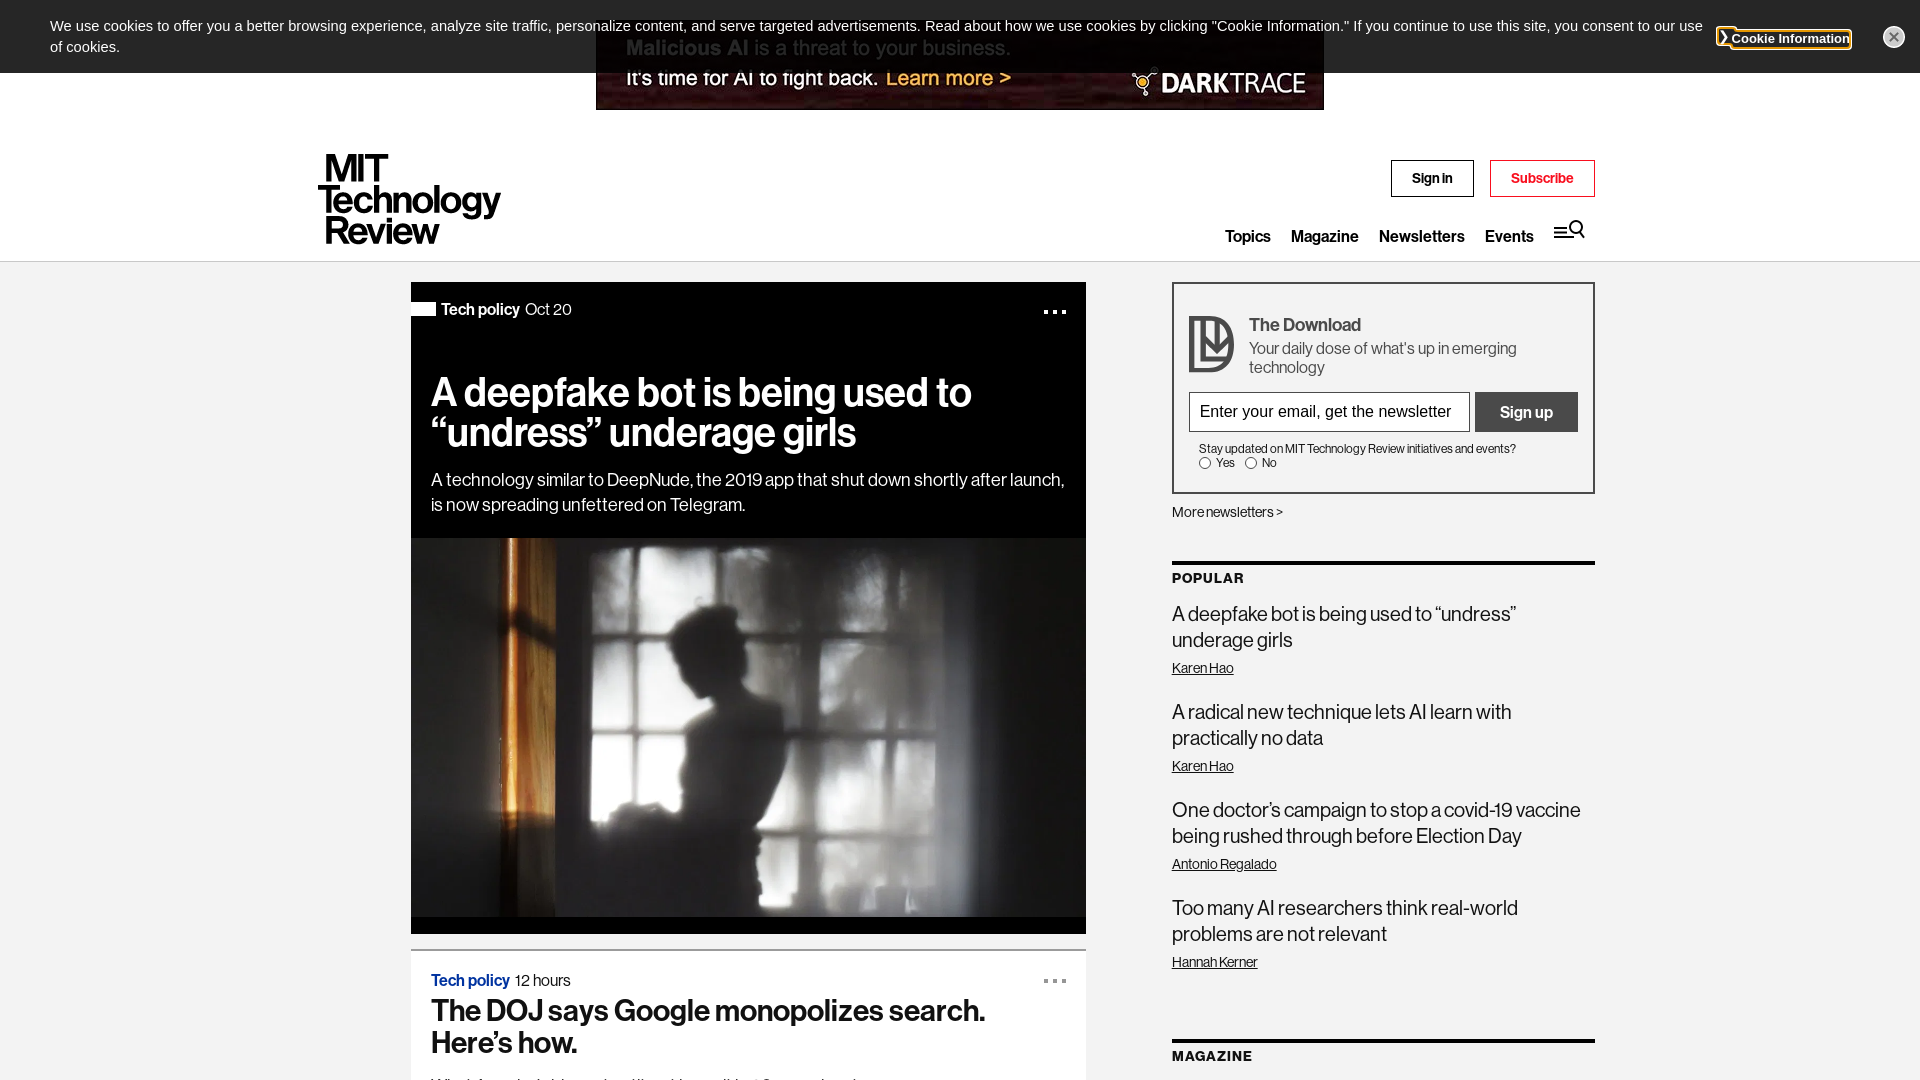 We use cookies to offer you a better browsing experience, analyze site traffic, personalize content, and serve targeted advertisements. Read about how we use cookies by clicking "Cookie Information." If you continue to use this site, you consent to our use
of cookies.
❯Cookie Information
Malicious AI is a threat to your business.
It's time for AI to fight back. Learn more >
DARKTRACE
MIT
Technology
Review
Sign in
Subscribe
Topics
Magazine
Newsletters
Events
Tech policy Oct 20
A deepfake bot is being used to
“undress” underage girls
A technology similar to DeepNude, the 2019 app that shut down shortly after launch,
is now spreading unfettered on Telegram.
Tech policy 12 hours
The DOJ says Google monopolizes search.
Here’s how.
The Download
Your daily dose of what's up in emerging
technology
Enter your email, get the newsletter
Sign up
Stay updated on MIT Technology Review initiatives and events?
Yes No
More newsletters >
POPULAR
A deepfake bot is being used to “undress”
underage girls
Karen Hao
A radical new technique lets AI learn with
practically no data
Karen Hao
One doctor’s campaign to stop a covid-19 vaccine
being rushed through before Election Day
Antonio Regalado
Too many AI researchers think real-world
problems are not relevant
Hannah Kerner
MAGAZINE